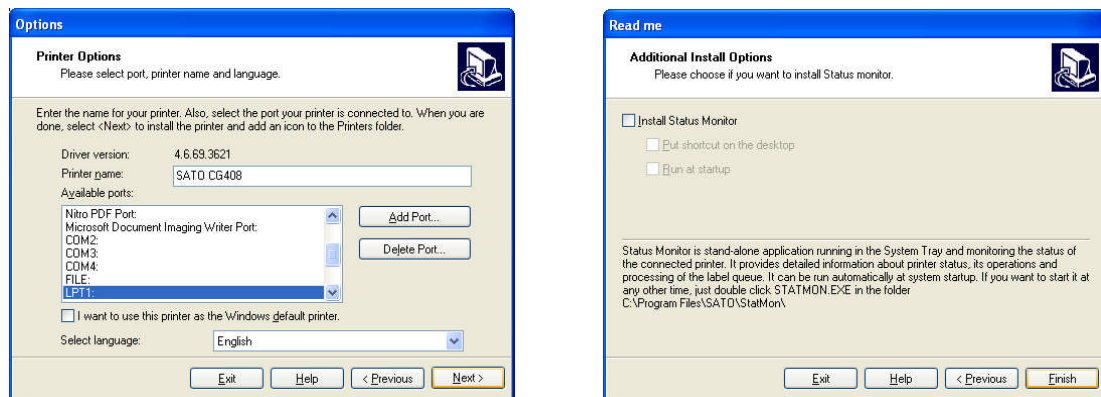 Options
Printer Options
Please select port, printer name and language.
Enter the name for your printer. Also, select the port your printer is connected to. When you are
done, select <Next> to install the printer and add an icon to the Printers folder.
Driver version: 4.6.69.3621
Printer name: SATO CG408
Available ports:
Nitro PDF Port:
Microsoft Document Imaging Writer Port:
COM2:
COM3:
COM4:
FILE:
LPT1:
Add Port...
Delete Port...
I want to use this printer as the Windows default printer.
Select language: English
Exit Help < Previous Next >
Read me
Additional Install Options
Please choose if you want to install Status monitor.
Install Status Monitor
Put shortcut on the desktop
Run at startup
Status Monitor is stand-alone application running in the System Tray and monitoring the status of
the connected printer. It provides detailed information about printer status, its operations and
processing of the label queue. It can be run automatically at system startup. If you want to start it at
any other time, just double click STATMON.EXE in the folder
C:\Program Files\SATO\StatMon\
Exit Help < Previous Finish